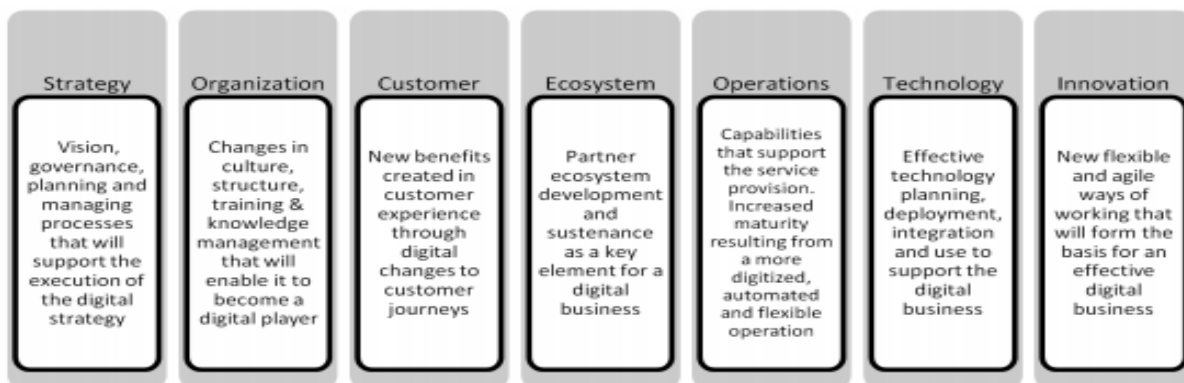 Strategy
Vision,
governance,
planning and
managing
processes
that will
support the
execution of
the digital
strategy
Organization
Changes in
culture,
structure,
training &
knowledge
management
that will
enable it to
become a
digital player
Customer
New benefits
created in
customer
experience
through
digital
changes to
customer
journeys
Ecosystem
Partner
ecosystem
development
and
sustenance
as a key
element for a
digital
business
Operations
Capabilities
that support
the service
provision.
Increased
maturity
resulting from
a more
digitized,
automated
and flexible
operation
Technology
Effective
technology
planning,
deployment,
integration
and use to
support the
digital
business
Innovation
New flexible
and agile
ways of
working that
will form the
basis for an
effective
digital
business